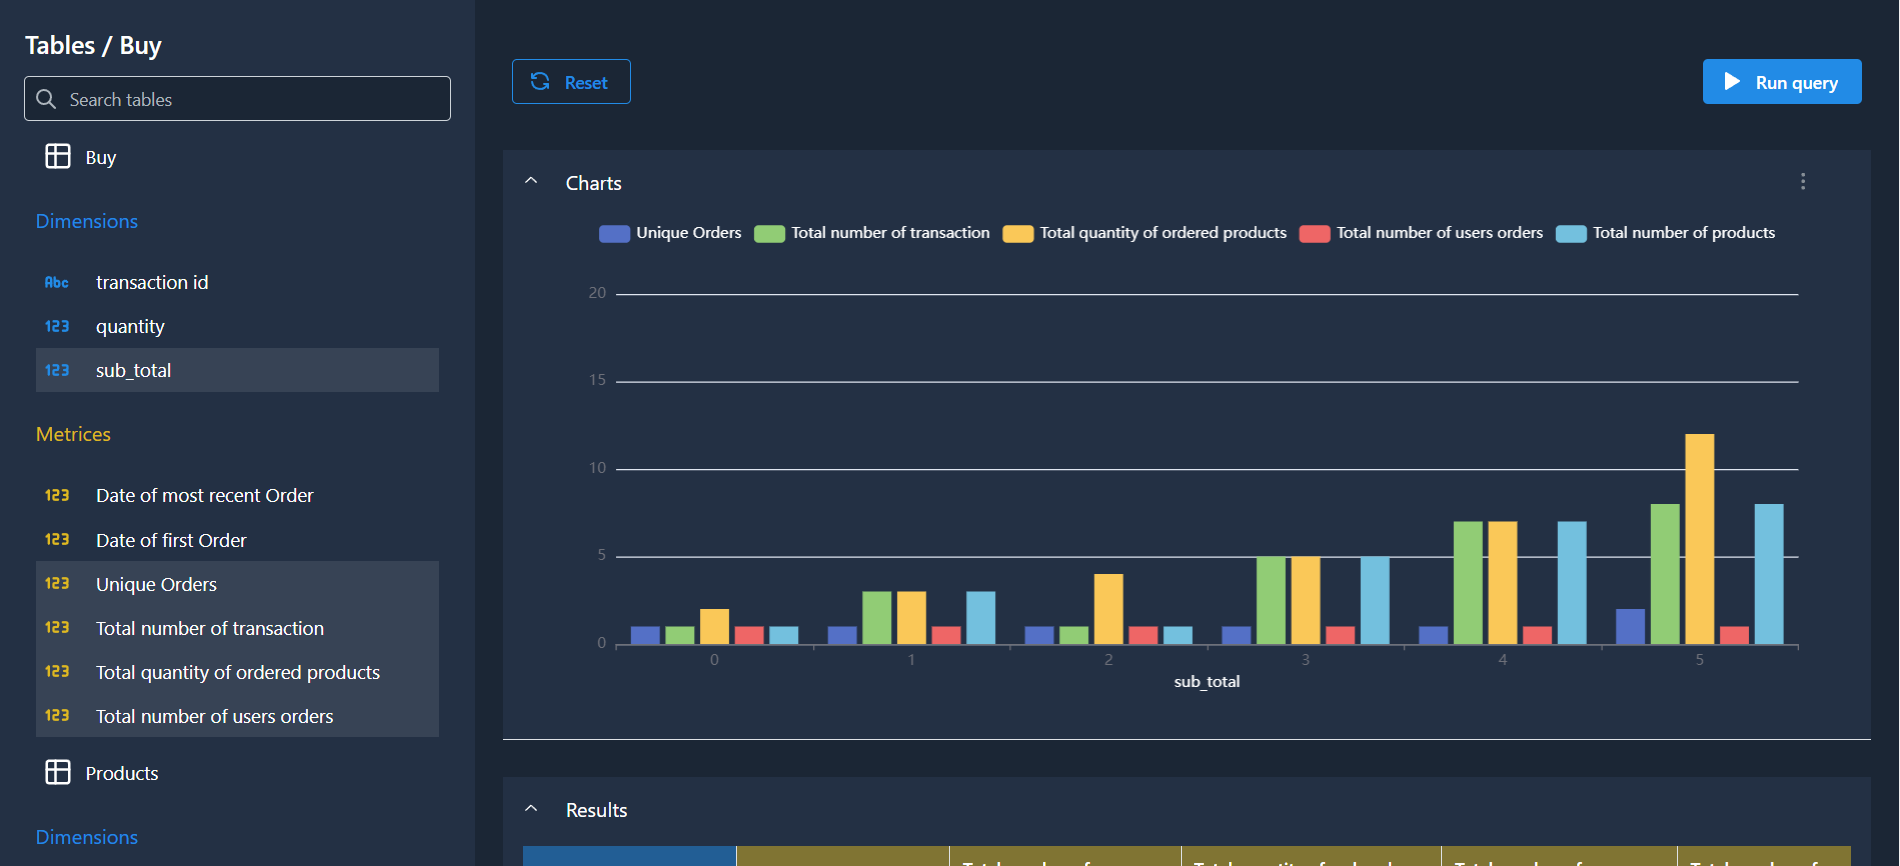 Tables / Buy
Search tables
Buy
Dimensions
Abc transaction id
123 quantity
123 sub_total
Metrices
123 Date of most recent Order
123 Date of first Order
123 Unique Orders
123 Total number of transaction
123 Total quantity of ordered products
123 Total number of users orders
Products
Dimensions
Reset
Run query
Charts
Unique Orders Total number of transaction Total quantity of ordered products Total number of users orders Total number of products
20
15
10
5
0
0 1 2 3 4 5
sub_total
Results